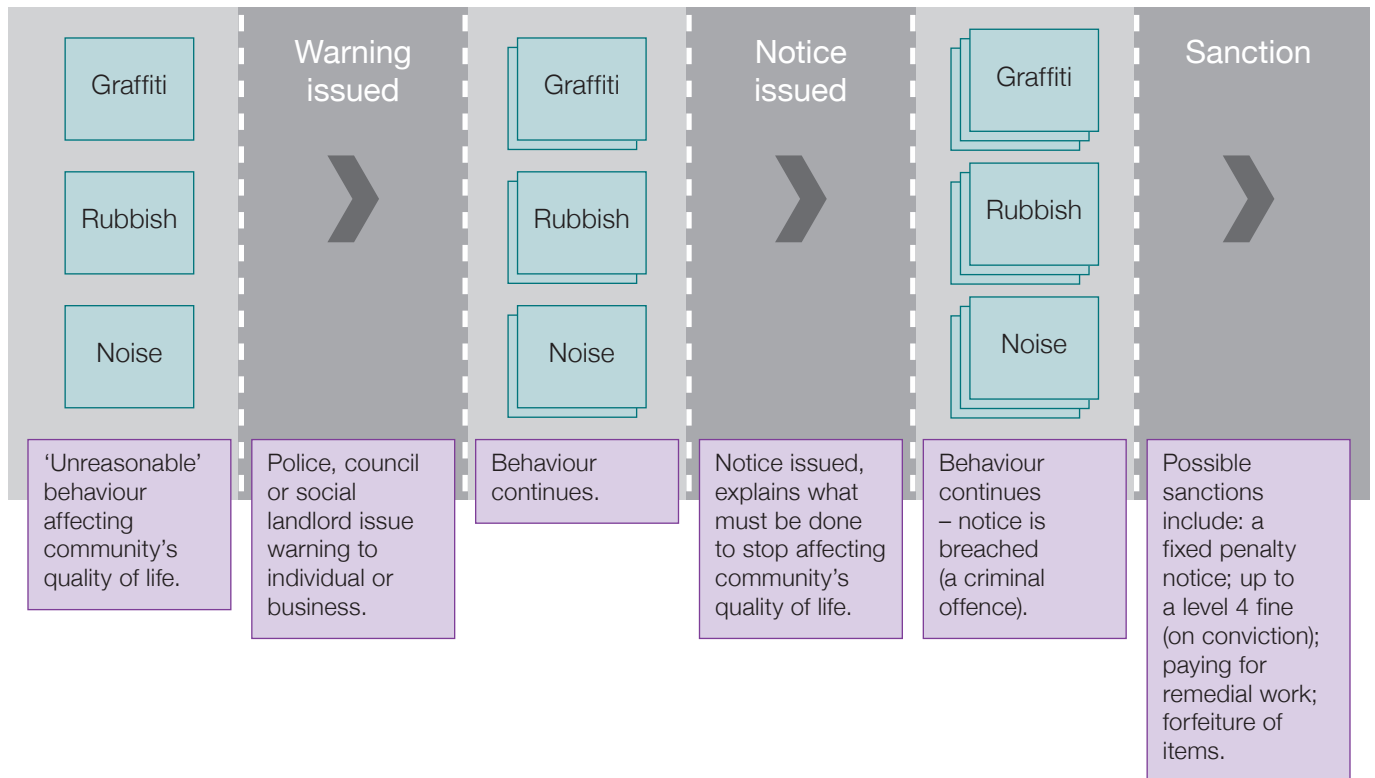 Graffiti
Rubbish
Noise
Warning
issued
Graffiti
Rubbish
Noise
Notice
issued
Graffiti
Rubbish
Noise
Sanction
‘Unreasonable’
behaviour
affecting
community’s
quality of life.
Police, council
or social
landlord issue
warning to
individual or
business.
Behaviour
continues.
Notice issued,
explains what
must be done
to stop affecting
community’s
quality of life.
Behaviour
continues
– notice is
breached
(a criminal
offence).
Possible
sanctions
include: a
fixed penalty
notice; up to
a level 4 fine
(on conviction);
paying for
remedial work;
forfeiture of
items.